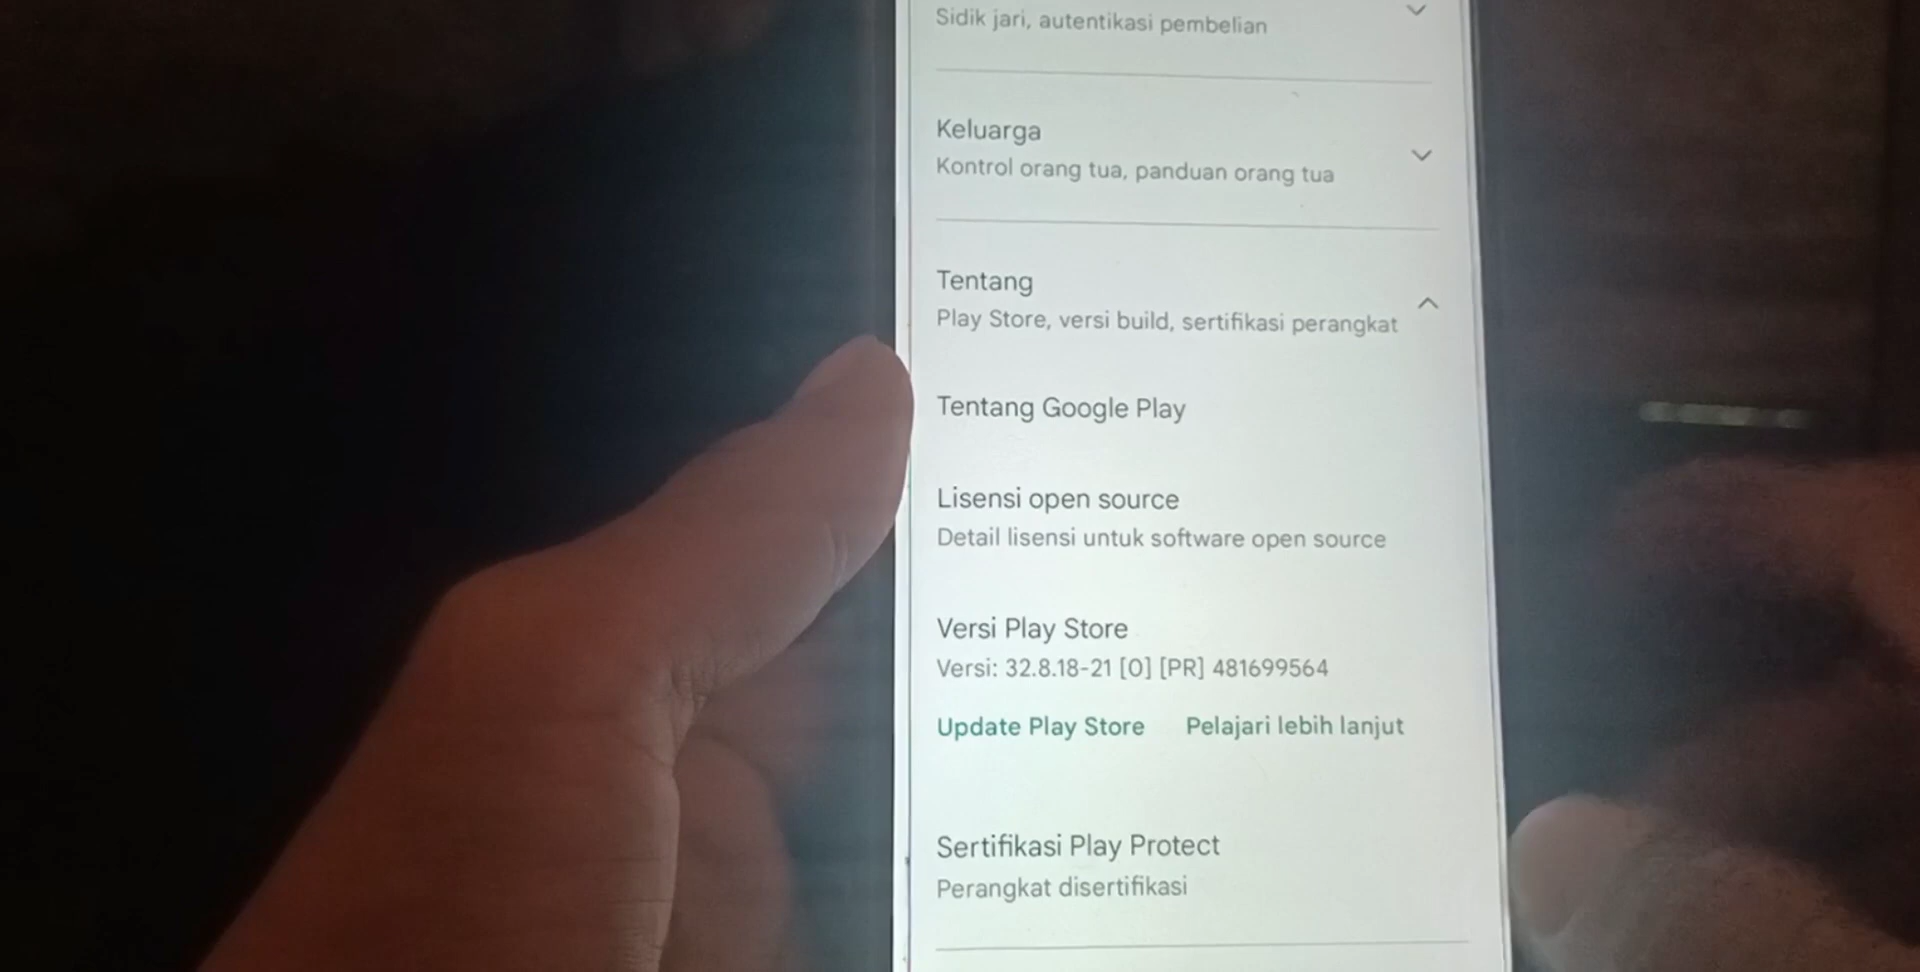 Sidik jari, autentikasi pembelian
Keluarga
Kontrol orang tua, panduan orang tua
Tentang
Play Store, versi build, sertifikasi perangkat
Tentang Google Play
Lisensi open source
Detail lisensi untuk software open source
Versi Play Store
Versi: 32.8.18-21 [0] [PR] 481699564
Update Play Store Pelajari lebih lanjut
Sertifikasi Play Protect
Perangkat disertifikasi